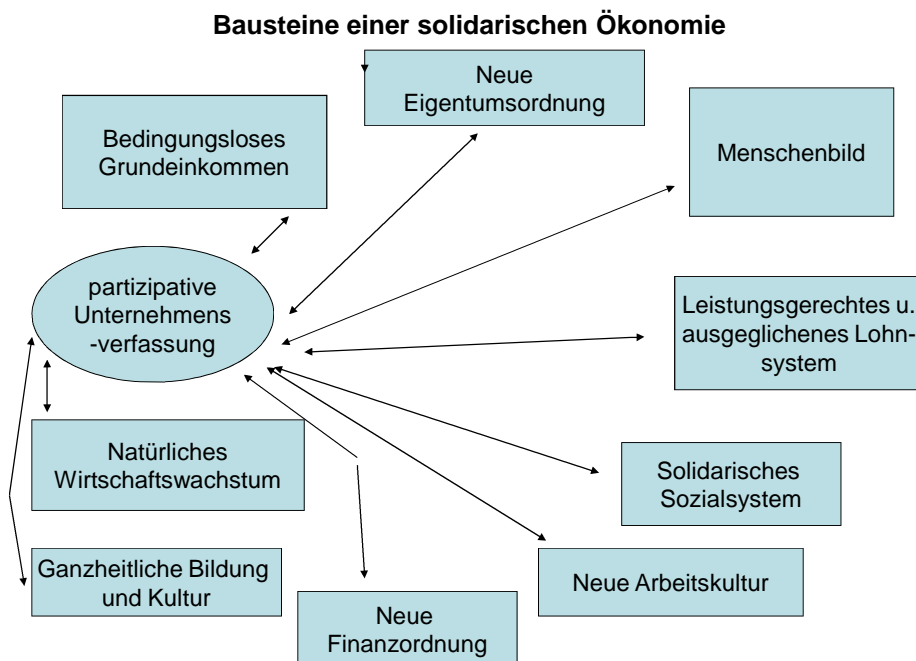 Bausteine einer solidarischen Ökonomie
Neue
Eigentumsordnung
Bedingungsloses
Grundeinkommen
Menschenbild
partizipative
Unternehmens
-verfassung
Leistungsgerechtes u.
ausgeglichenes Lohn-
system
Natürliches
Wirtschaftswachstum
Solidarisches
Sozialsystem
Ganzheitliche Bildung
und Kultur
Neue Arbeitskultur
Neue
Finanzordnung